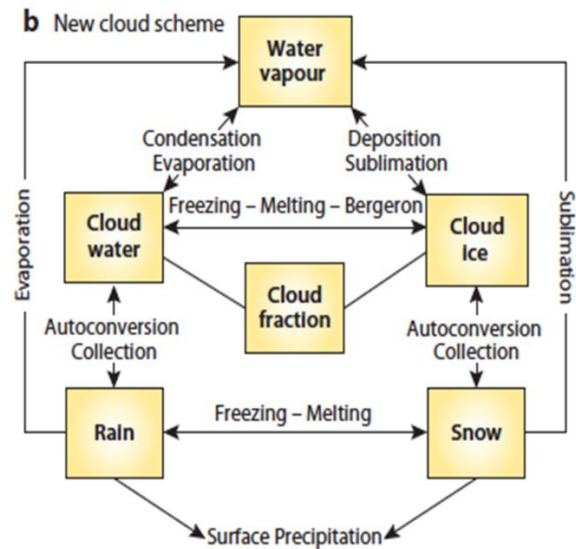 b New cloud scheme
Water
vapour
Condensation
Evaporation
Deposition
Sublimation
Freezing – Melting – Bergeron
Cloud
water
Cloud
ice
Cloud
fraction
Evaporation
Sublimation
Autoconversion
Collection
Autoconversion
Collection
Rain
Freezing – Melting
Snow
Surface Precipitation